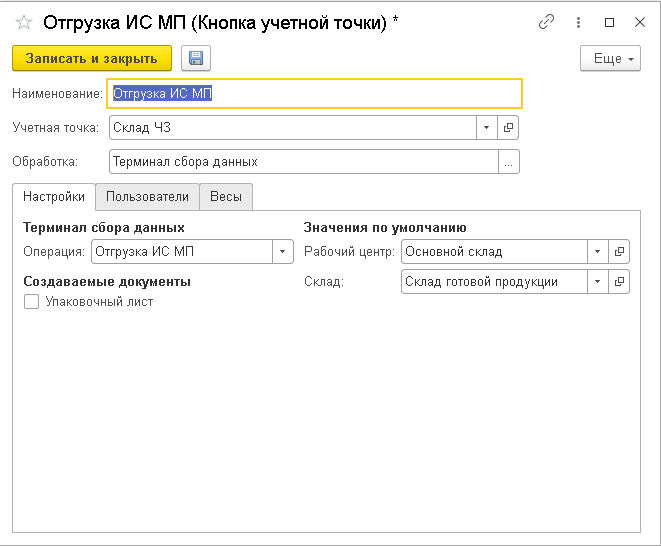 Отгрузка ИС МП (Кнопка учетной точки) *
Записать и закрыть
Еще
Наименование: Отгрузка ИС МП
Учетная точка: Склад ЧЗ
Обработка: Терминал сбора данных ...
Настройки Пользователи Весы
Терминал сбора данных Значения по умолчанию
Операция: Отгрузка ИС МП Рабочий центр: Основной склад
Создаваемые документы Склад: Склад готовой продукции
Упаковочный лист